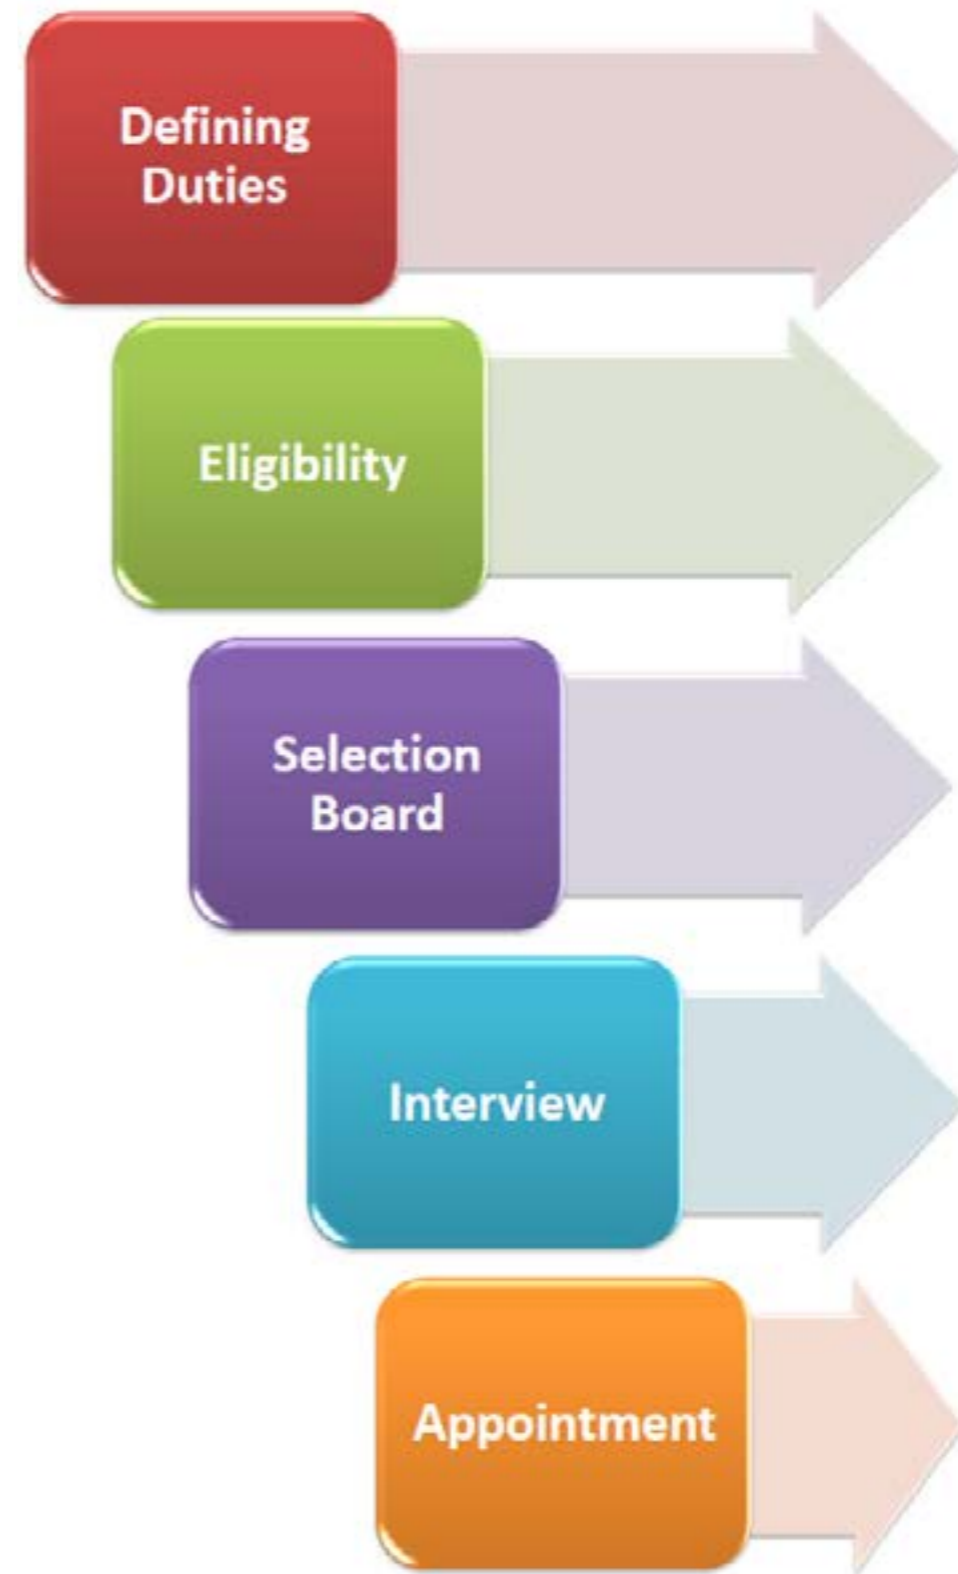 Defining
Duties
Eligibility
Selection
Board
Interview
Appointment